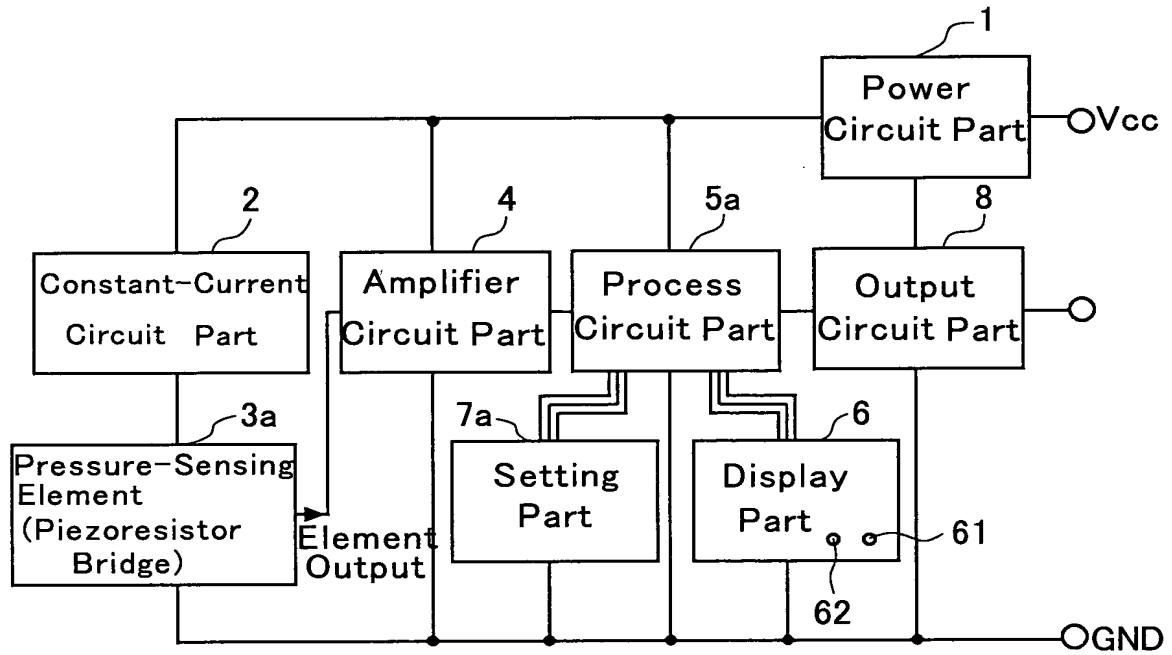 1
Power
Circuit Part
Vcc
2
Constant-Current
Circuit Part
4
Amplifier
Circuit Part
5a
Process
Circuit Part
8
Output
Circuit Part
3a
Pressure-Sensing
Element
(Piezoresistor
Bridge)
Element
Output
7a
Setting
Part
6
Display
Part
61
62
GND